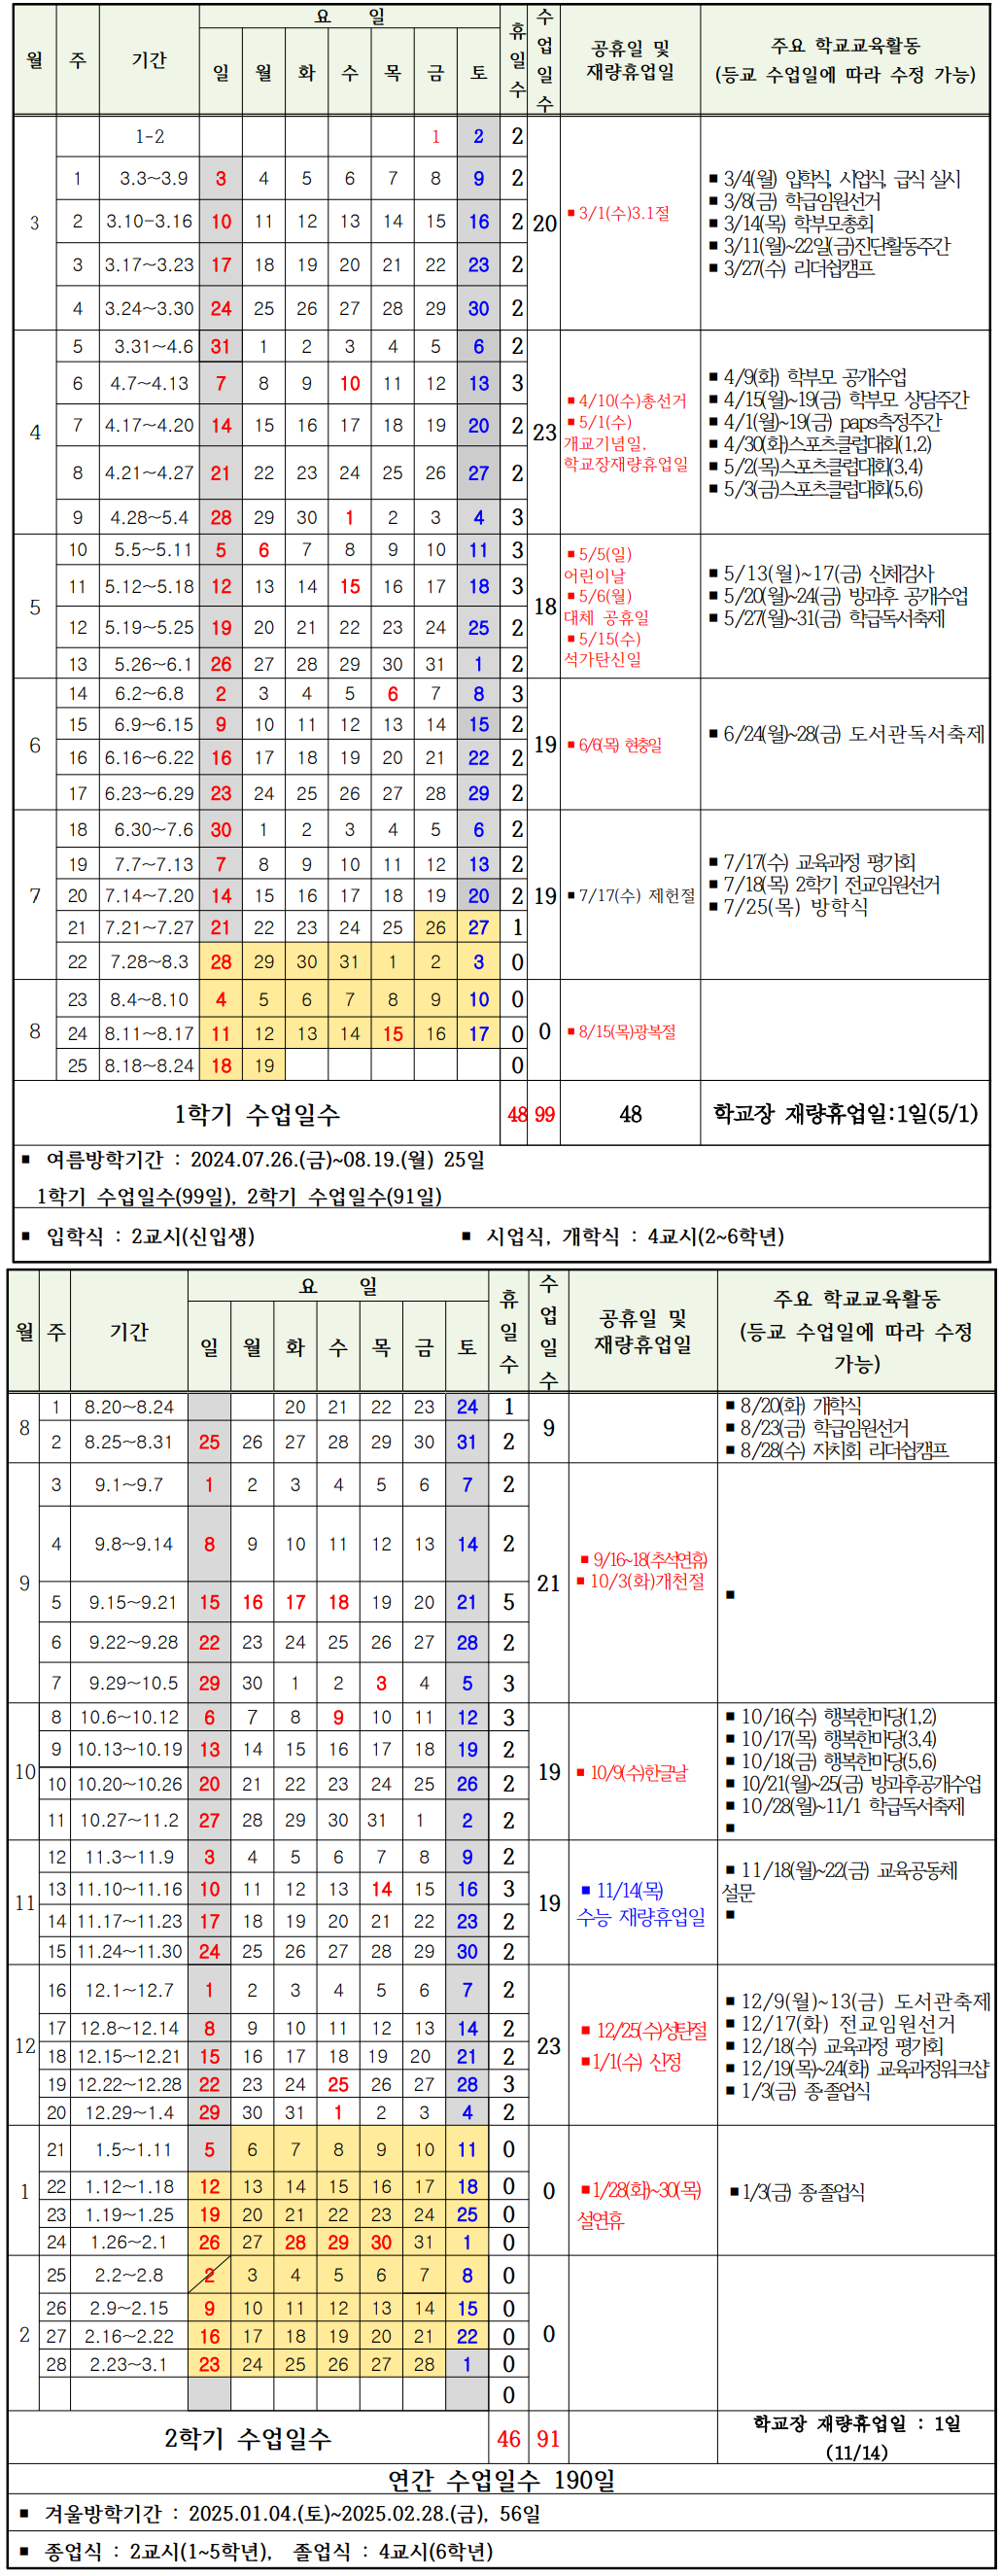 월 주 기간 요 일 휴일수 수업일수 공휴일 및 재량휴업일 주요 학교교육활동 (등교 수업일에 따라 수정 가능)
일 월 화 수 목 금 토
3 1-2 1 2 2 20
1 3.3~3.9 3 4 5 6 7 8 9 2
2 3.10-3.16 10 11 12 13 14 15 16 2
3 3.17~3.23 17 18 19 20 21 22 23 2
4 3.24~3.30 24 25 26 27 28 29 30 2
▪ 3/1(수)3.1절
▪ 3/4(월) 입학식, 시업식, 급식 실시
▪ 3/8(금) 학급임원선거
▪ 3/14(목) 학부모총회
▪ 3/11(월)~22일(금)진단활동주간
▪ 3/27(수) 리더쉽캠프
4 5 3.31~4.6 31 1 2 3 4 5 6 2 23
6 4.7~4.13 7 8 9 10 11 12 13 3
7 4.17~4.20 14 15 16 17 18 19 20 2
8 4.21~4.27 21 22 23 24 25 26 27 2
9 4.28~5.4 28 29 30 1 2 3 4 3
▪ 4/10(수)총선거
▪ 5/1(수)
개교기념일,
학교장재량휴업일
▪ 4/9(화) 학부모 공개수업
▪ 4/15(월)~19(금) 학부모 상담주간
▪ 4/1(월)~19(금) paps측정주간
▪ 4/30(화)스포츠클럽대회(1,2)
▪ 5/2(목)스포츠클럽대회(3,4)
▪ 5/3(금)스포츠클럽대회(5,6)
5 10 5.5~5.11 5 6 7 8 9 10 11 3 18
11 5.12~5.18 12 13 14 15 16 17 18 3
12 5.19~5.25 19 20 21 22 23 24 25 2
13 5.26~6.1 26 27 28 29 30 31 1 2
▪ 5/5(일)
어린이날
▪ 5/6(월)
대체 공휴일
▪ 5/15(수)
석가탄신일
▪ 5/13(월)~17(금) 신체검사
▪ 5/20(월)~24(금) 방과후 공개수업
▪ 5/27(월)~31(금) 학급독서축제
6 14 6.2~6.8 2 3 4 5 6 7 8 3 19
15 6.9~6.15 9 10 11 12 13 14 15 2
16 6.16~6.22 16 17 18 19 20 21 22 2
17 6.23~6.29 23 24 25 26 27 28 29 2
▪ 6/6(목) 현충일
▪ 6/24(월)~28(금) 도서관독서축제
7 18 6.30~7.6 30 1 2 3 4 5 6 2 19
19 7.7~7.13 7 8 9 10 11 12 13 2
20 7.14~7.20 14 15 16 17 18 19 20 2
21 7.21~7.27 21 22 23 24 25 26 27 1
22 7.28~8.3 28 29 30 31 1 2 3 0
▪ 7/17(수) 제헌절
▪ 7/17(수) 교육과정 평가회
▪ 7/18(목) 2학기 전교임원선거
▪ 7/25(목) 방학식
8 23 8.4~8.10 4 5 6 7 8 9 10 0 0
24 8.11~8.17 11 12 13 14 15 16 17 0
25 8.18~8.24 18 19 0
▪ 8/15(목)광복절
1학기 수업일수 48 99 48 학교장 재량휴업일:1일(5/1)
▪ 여름방학기간 : 2024.07.26.(금)~08.19.(월) 25일
1학기 수업일수(99일), 2학기 수업일수(91일)
▪ 입학식 : 2교시(신입생) ▪ 시업식, 개학식 : 4교시(2~6학년)
월 주 기간 요 일 휴일수 수업일수 공휴일 및 재량휴업일 주요 학교교육활동 (등교 수업일에 따라 수정 가능)
일 월 화 수 목 금 토
8 1 8.20~8.24 20 21 22 23 24 1 9
2 8.25~8.31 25 26 27 28 29 30 31 2
▪ 8/20(화) 개학식
▪ 8/23(금) 학급임원선거
▪ 8/28(수) 자치회 리더쉽캠프
9 3 9.1~9.7 1 2 3 4 5 6 7 2 21
4 9.8~9.14 8 9 10 11 12 13 14 2
5 9.15~9.21 15 16 17 18 19 20 21 5
6 9.22~9.28 22 23 24 25 26 27 28 2
7 9.29~10.5 29 30 1 2 3 4 5 3
▪ 9/16~18(추석연휴)
▪ 10/3(화)개천절
▪
10 8 10.6~10.12 6 7 8 9 10 11 12 3 19
9 10.13~10.19 13 14 15 16 17 18 19 2
10 10.20~10.26 20 21 22 23 24 25 26 2
11 10.27~11.2 27 28 29 30 31 1 2 2
▪ 10/9(수)한글날
▪ 10/16(수) 행복한마당(1,2)
▪ 10/17(목) 행복한마당(3,4)
▪ 10/18(금) 행복한마당(5,6)
▪ 10/21(월)~25(금) 방과후공개수업
▪ 10/28(월)~11/1 학급독서축제
▪
11 12 11.3~11.9 3 4 5 6 7 8 9 2 19
13 11.10~11.16 10 11 12 13 14 15 16 3
14 11.17~11.23 17 18 19 20 21 22 23 2
15 11.24~11.30 24 25 26 27 28 29 30 2
▪ 11/14(목)
수능 재량휴업일
▪ 11/18(월)~22(금) 교육공동체
설문
▪
12 16 12.1~12.7 1 2 3 4 5 6 7 2 23
17 12.8~12.14 8 9 10 11 12 13 14 2
18 12.15~12.21 15 16 17 18 19 20 21 2
19 12.22~12.28 22 23 24 25 26 27 28 3
20 12.29~1.4 29 30 31 1 2 3 4 2
▪ 12/25(수)성탄절
▪ 1/1(수) 신정
▪ 12/9(월)~13(금) 도서관축제
▪ 12/17(화) 전교임원선거
▪ 12/18(수) 교육과정 평가회
▪ 12/19(목)~24(화) 교육과정워크샵
▪ 1/3(금) 종·졸업식
1 21 1.5~1.11 5 6 7 8 9 10 11 0 0
22 1.12~1.18 12 13 14 15 16 17 18 0
23 1.19~1.25 19 20 21 22 23 24 25 0
24 1.26~2.1 26 27 28 29 30 31 1 0
▪ 1/28(화)~30(목)
설연휴
▪ 1/3(금) 종·졸업식
2 25 2.2~2.8 2 3 4 5 6 7 8 0 0
26 2.9~2.15 9 10 11 12 13 14 15 0
27 2.16~2.22 16 17 18 19 20 21 22 0
28 2.23~3.1 23 24 25 26 27 28 1 0
0
2학기 수업일수 46 91 학교장 재량휴업일 : 1일
(11/14)
연간 수업일수 190일
▪ 겨울방학기간 : 2025.01.04.(토)~2025.02.28.(금), 56일
▪ 종업식 : 2교시(1~5학년), 졸업식 : 4교시(6학년)